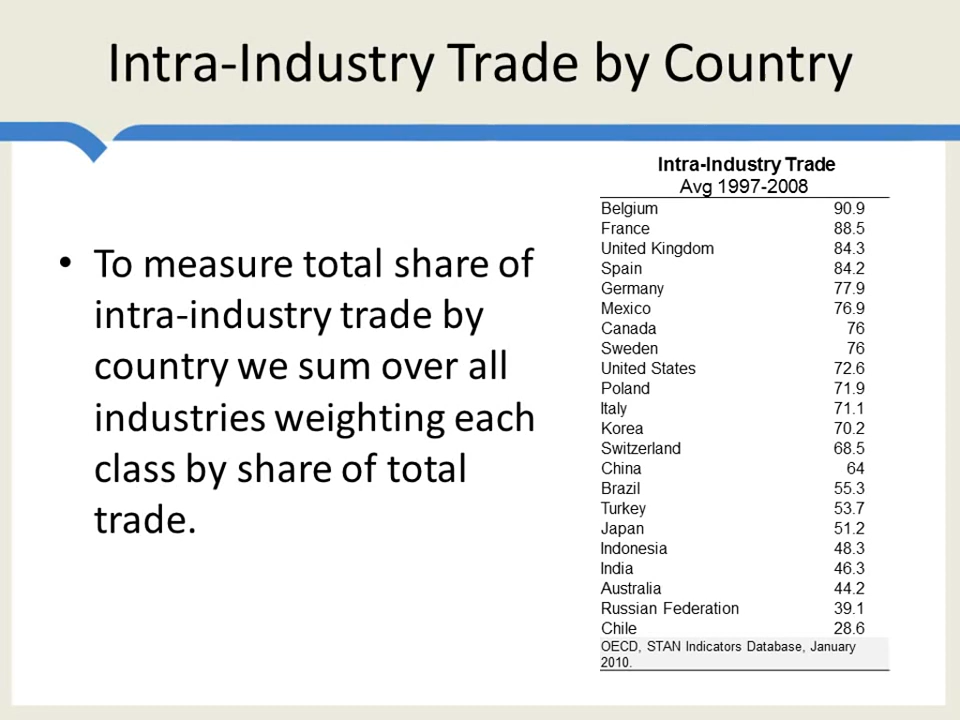 Intra-Industry Trade by Country
• To measure total share of
intra-industry trade by
country we sum over all
industries weighting each
class by share of total
trade.
Intra-Industry Trade
Avg 1997-2008
Belgium 90.9
France 88.5
United Kingdom 84.3
Spain 84.2
Germany 77.9
Mexico 76.9
Canada 76
Sweden 76
United States 72.6
Poland 71.9
Italy 71.1
Korea 70.2
Switzerland 68.5
China 64
Brazil 55.3
Turkey 53.7
Japan 51.2
Indonesia 48.3
India 46.3
Australia 44.2
Russian Federation 39.1
Chile 28.6
OECD, STAN Indicators Database, January
2010.